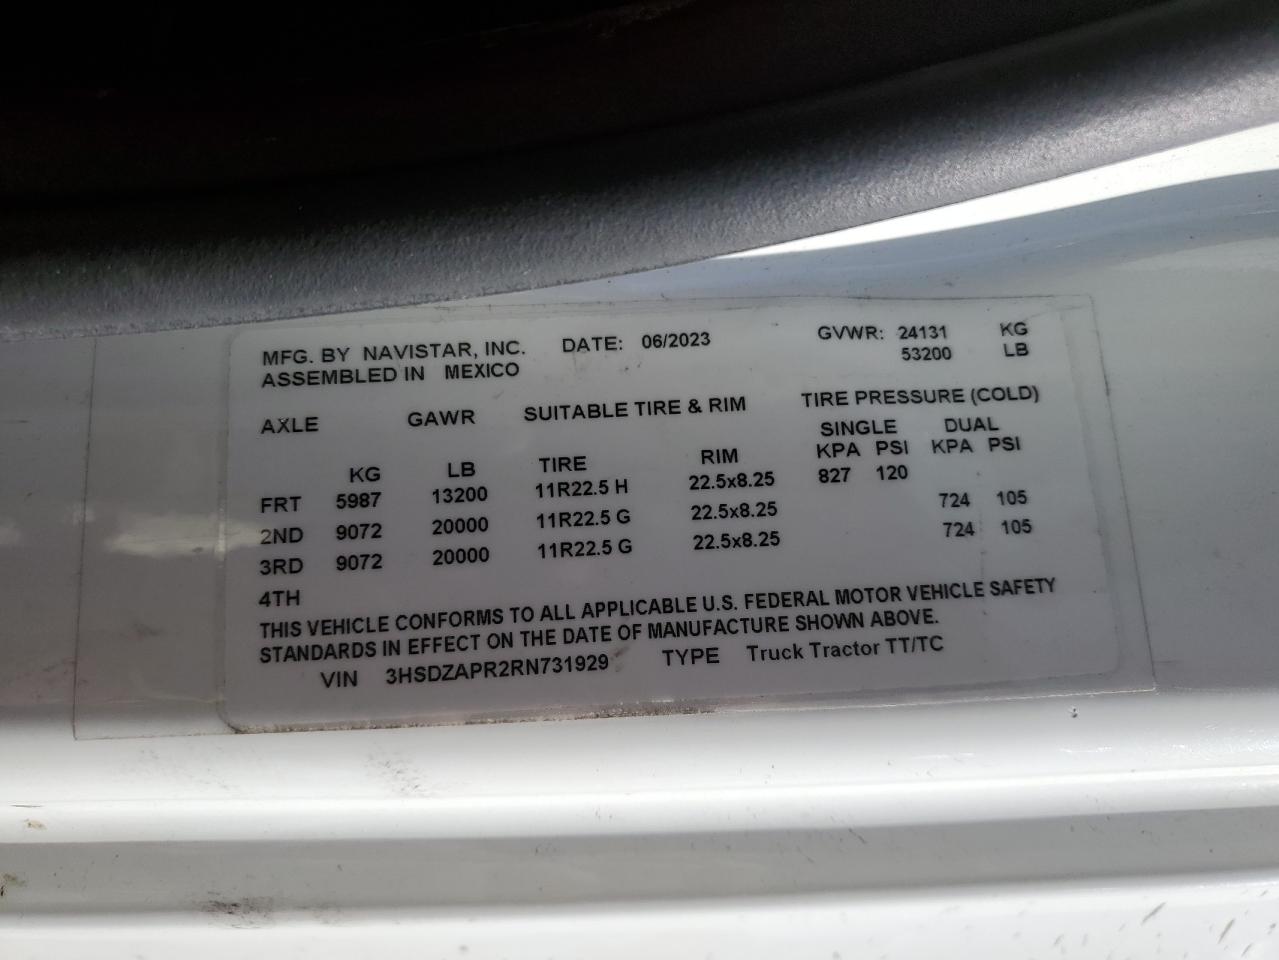 MFG. BY NAVISTAR, INC. DATE: 06/2023 GVWR: 24131 KG
ASSEMBLED IN MEXICO 53200 LB
AXLE GAWR SUITABLE TIRE & RIM TIRE PRESSURE (COLD)
SINGLE DUAL
KG LB TIRE RIM KPA PSI KPA PSI
FRT 5987 13200 11R22.5 H 22.5x8.25 827 120
2ND 9072 20000 11R22.5 G 22.5x8.25 724 105
3RD 9072 20000 11R22.5 G 22.5x8.25 724 105
4TH
THIS VEHICLE CONFORMS TO ALL APPLICABLE U.S. FEDERAL MOTOR VEHICLE SAFETY
STANDARDS IN EFFECT ON THE DATE OF MANUFACTURE SHOWN ABOVE.
VIN 3HSDZAPR2RN731929 TYPE Truck Tractor TT/TC